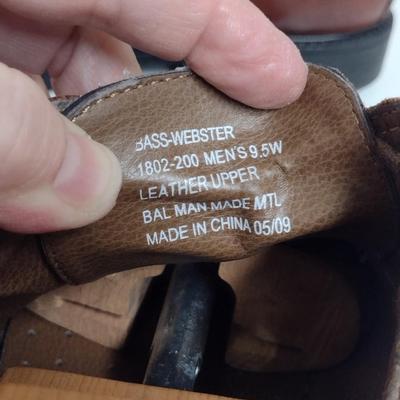 BASS-WEBSTER
1802-200 MEN'S 9.5W
LEATHER UPPER
BAL MAN MADE MTL
MADE IN CHINA 05/09